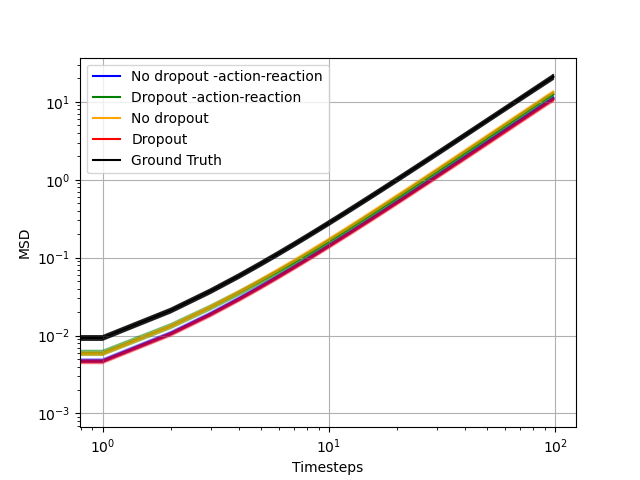 No dropout -action-reaction
Dropout -action-reaction
No dropout
Dropout
Ground Truth
MSD
10¹
10⁰
10⁻¹
10⁻²
10⁻³
10⁰ 10¹ 10²
Timesteps